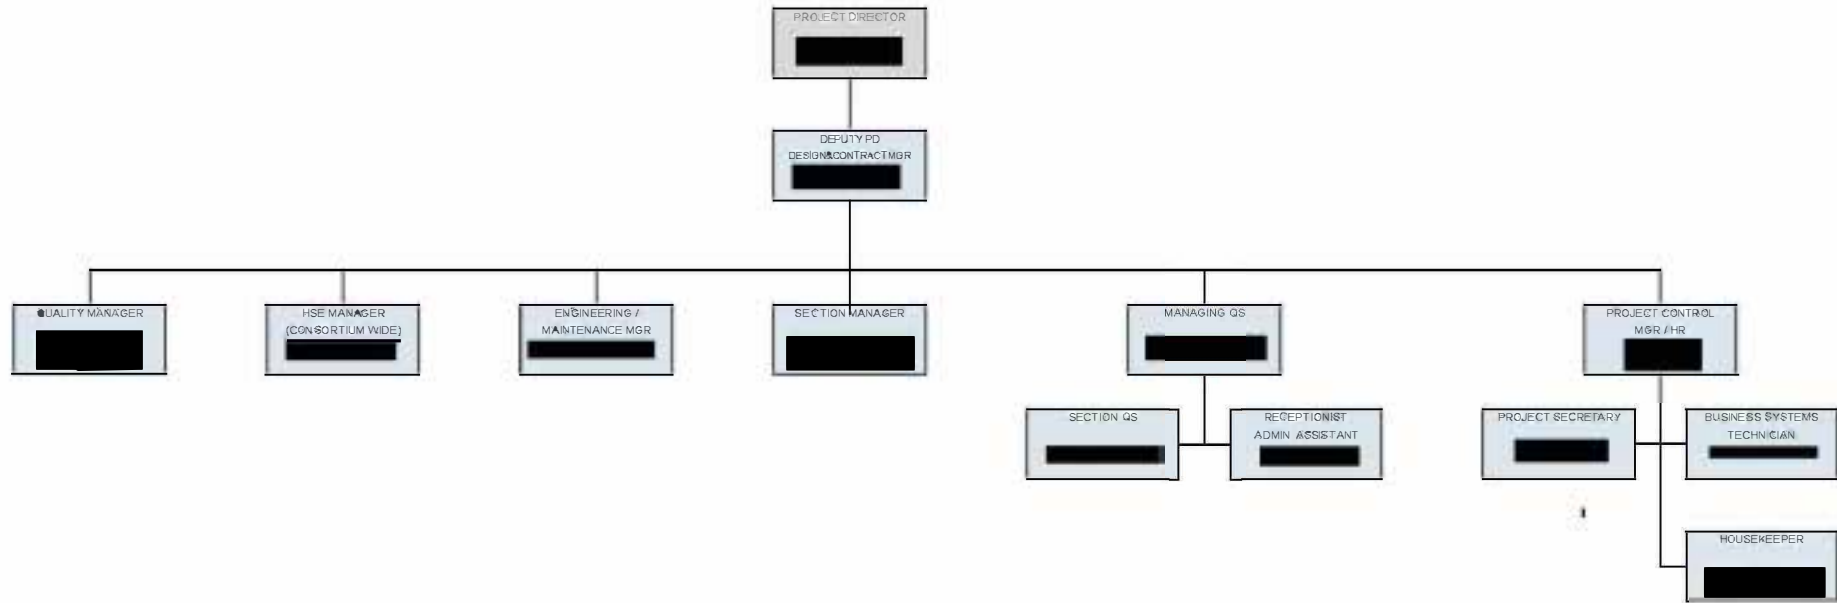 PROJECT DIRECTOR
DEPUTY PD
DESIGN&CONTRACT MGR
QUALITY MANAGER
HSE MANAGER
(CONSORTIUM WIDE)
ENGINEERING /
MAINTENANCE MGR
SECTION MANAGER
MANAGING QS
PROJECT CONTROL
MGR / HR
SECTION QS
RECEPTIONIST
ADMIN ASSISTANT
PROJECT SECRETARY
BUSINESS SYSTEMS
TECHNICIAN
HOUSEKEEPER